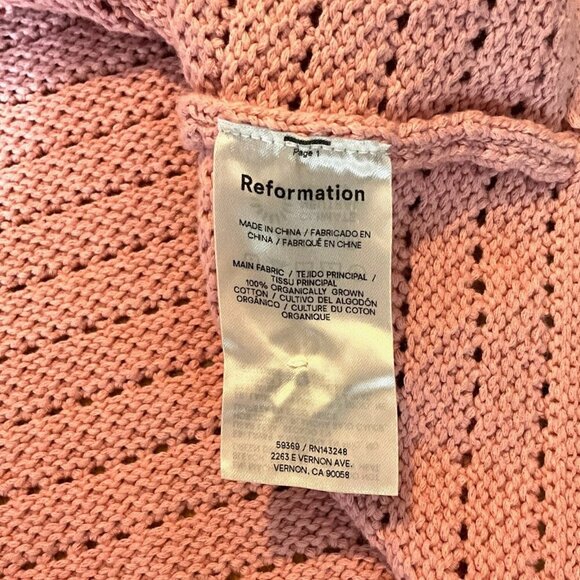 Page 1
Reformation
MADE IN CHINA / FABRICADO EN
CHINA / FABRIQUÉ EN CHINE
MAIN FABRIC / TEJIDO PRINCIPAL /
TISSU PRINCIPAL
100% ORGANICALLY GROWN
COTTON / CULTIVO DEL ALGODÓN
ORGÁNICO / CULTURE DU COTON
ORGANIQUE
59369 / RN143248
2263 E VERNON AVE.
VERNON, CA 90058